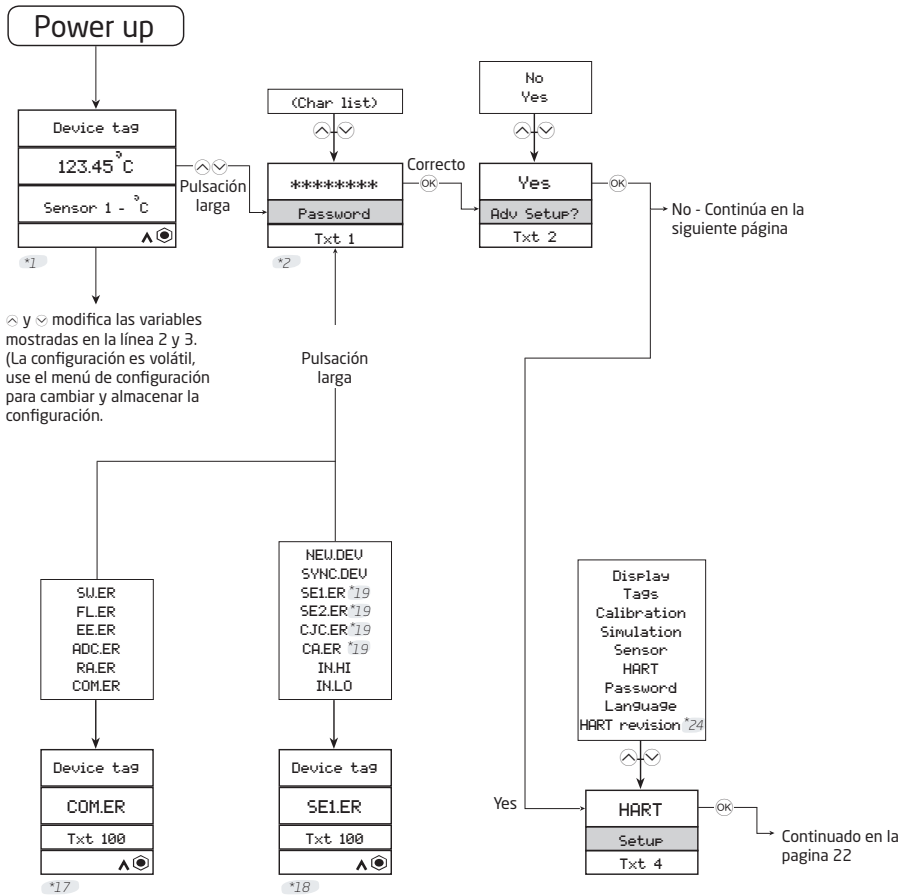 Power up
Device tag
123.45°C
Sensor 1 - °C
*1
Pulsación
larga
(Char list)
********
Password
Txt 1
*2
Correcto
OK
No
Yes
Yes
Adv Setup?
Txt 2
OK
No - Continúa en la
siguiente página
y modifica las variables
mostradas en la línea 2 y 3.
(La configuración es volátil,
use el menú de configuración
para cambiar y almacenar la
configuración.
Pulsación
larga
SW.ER
FL.ER
EE.ER
ADC.ER
RA.ER
COM.ER
Device tag
COM.ER
Txt 100
*17
NEW.DEV
SYNC.DEV
SE1.ER *19
SE2.ER *19
CJC.ER *19
CA.ER *19
IN.HI
IN.LO
Device tag
SE1.ER
Txt 100
*18
Display
Tags
Calibration
Simulation
Sensor
HART
Password
Language
HART revision *24
Yes
HART
Setup
Txt 4
OK
Continuado en la
pagina 22